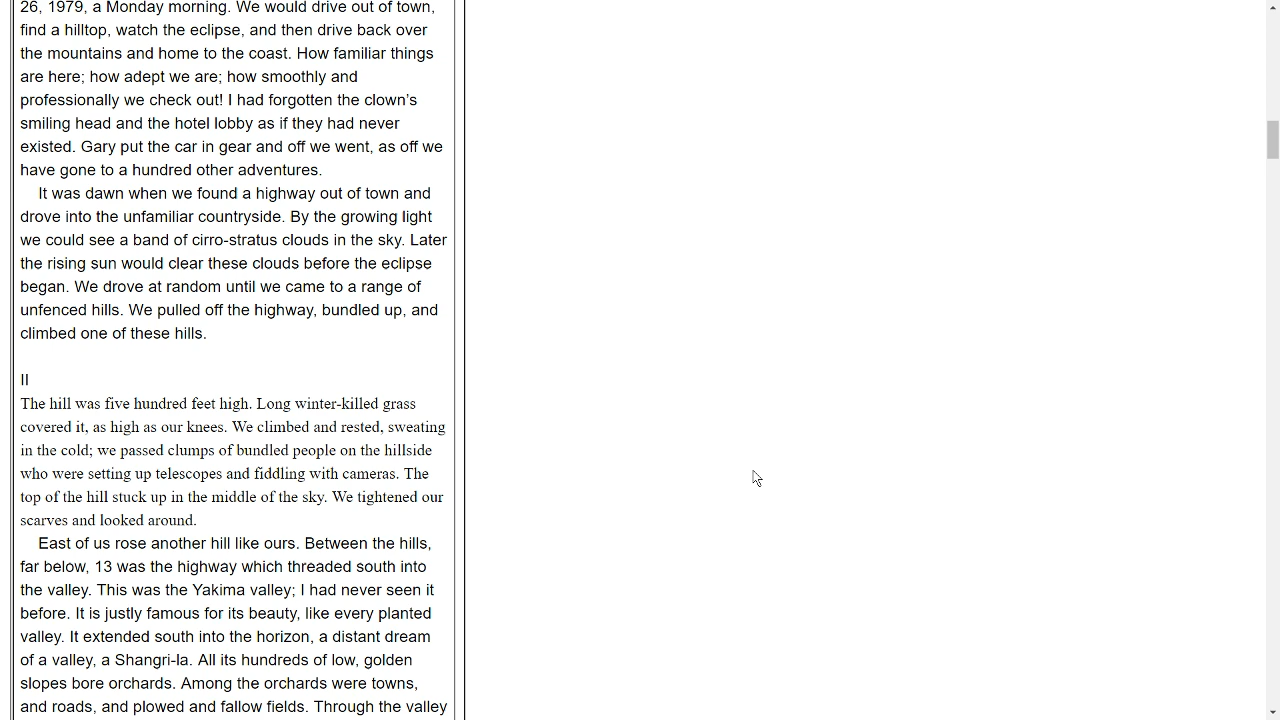 26, 1979, a Monday morning. We would drive out of town,
find a hilltop, watch the eclipse, and then drive back over
the mountains and home to the coast. How familiar things
are here; how adept we are; how smoothly and
professionally we check out! I had forgotten the clown’s
smiling head and the hotel lobby as if they had never
existed. Gary put the car in gear and off we went, as off we
have gone to a hundred other adventures.
It was dawn when we found a highway out of town and
drove into the unfamiliar countryside. By the growing light
we could see a band of cirro-stratus clouds in the sky. Later
the rising sun would clear these clouds before the eclipse
began. We drove at random until we came to a range of
unfenced hills. We pulled off the highway, bundled up, and
climbed one of these hills.
II
The hill was five hundred feet high. Long winter-killed grass
covered it, as high as our knees. We climbed and rested, sweating
in the cold; we passed clumps of bundled people on the hillside
who were setting up telescopes and fiddling with cameras. The
top of the hill stuck up in the middle of the sky. We tightened our
scarves and looked around.
East of us rose another hill like ours. Between the hills,
far below, 13 was the highway which threaded south into
the valley. This was the Yakima valley; I had never seen it
before. It is justly famous for its beauty, like every planted
valley. It extended south into the horizon, a distant dream
of a valley, a Shangri-la. All its hundreds of low, golden
slopes bore orchards. Among the orchards were towns,
and roads, and plowed and fallow fields. Through the valley